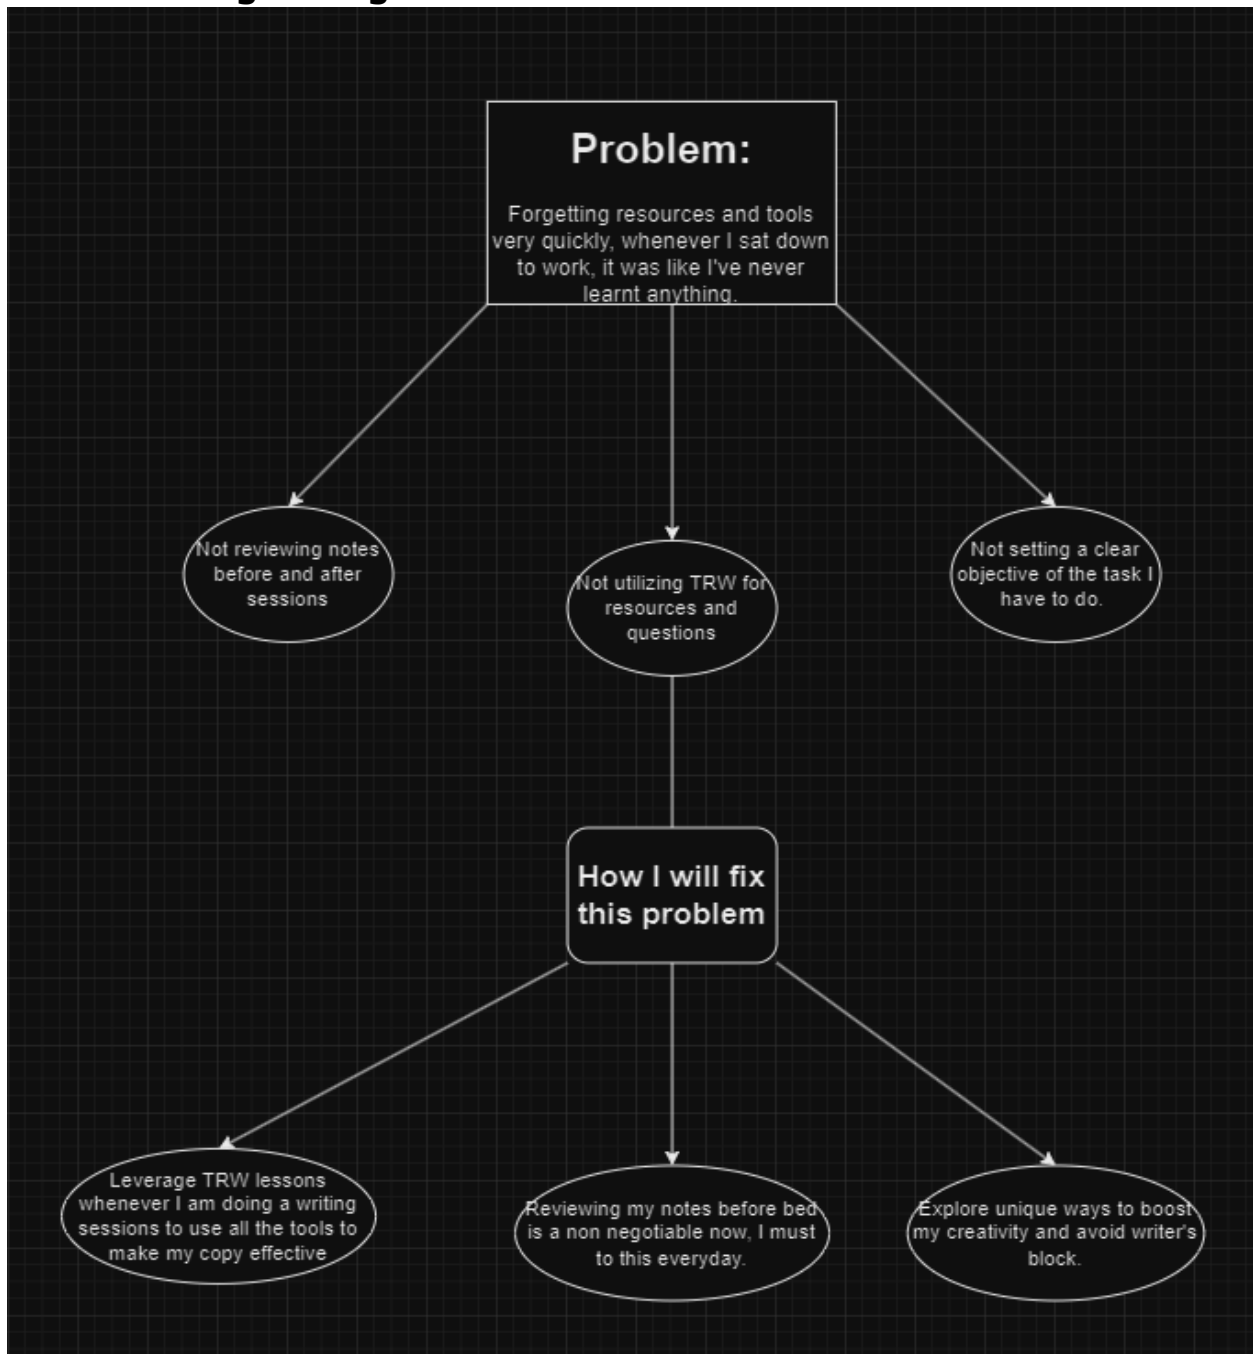 Problem:
Forgetting resources and tools
very quickly, whenever I sat down
to work, it was like I've never
learnt anything.
Not reviewing notes
before and after
sessions
Not utilizing TRW for
resources and
questions
Not setting a clear
objective of the task I
have to do.
How I will fix
this problem
Leverage TRW lessons
whenever I am doing a writing
sessions to use all the tools to
make my copy effective
Reviewing my notes before bed
is a non negotiable now, I must
to this everyday.
Explore unique ways to boost
my creativity and avoid writer's
block.